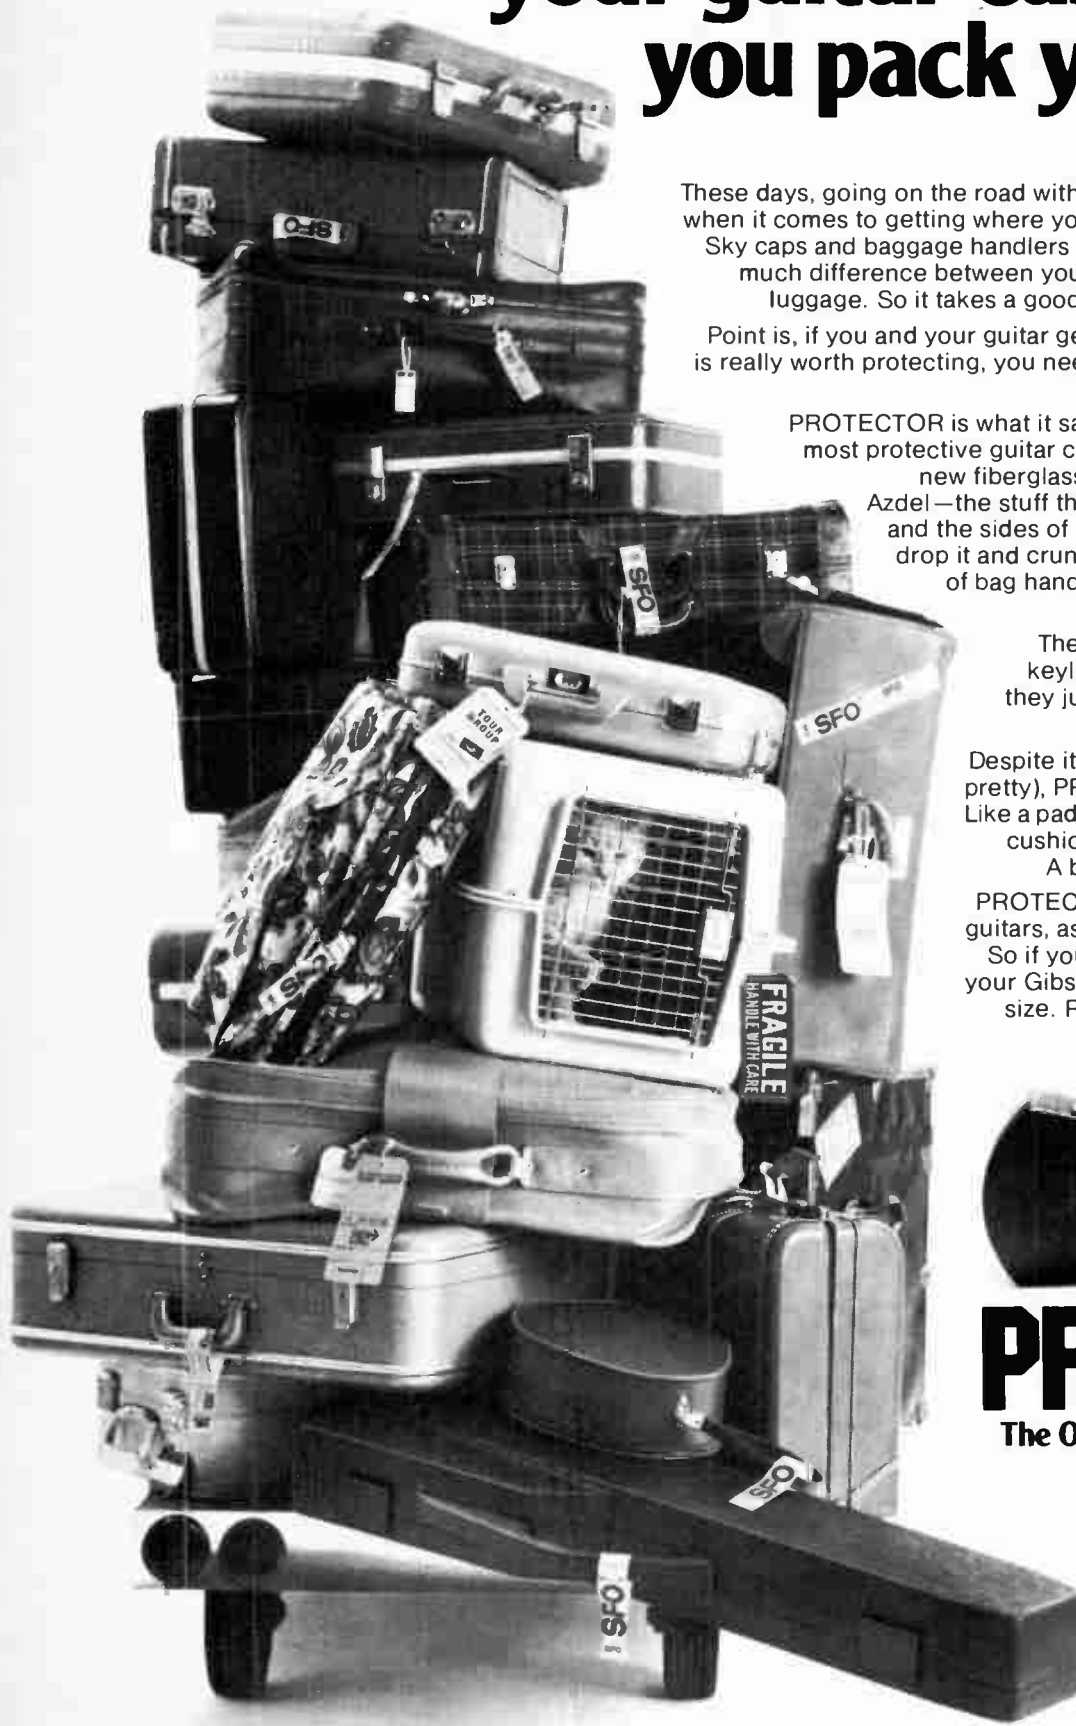 your guitar
you pack y
These days, going on the road with
when it comes to getting where yo
Sky caps and baggage handlers
much difference between you
luggage. So it takes a good
Point is, if you and your guitar ge
is really worth protecting, you nee
PROTECTOR is what it sa
most protective guitar c
new fiberglass
Azdel—the stuff th
and the sides of
drop it and crun
of bag hand
The
keyl
they ju
Despite it
pretty), PR
Like a pad
cushio
A b
PROTEC
guitars, as
So if you
your Gibs
size. P
SFO
SFO
SFO
TOUR
GROUP
FRAGILE
HANDLE WITH CARE
PR
The O
SFO
SFO